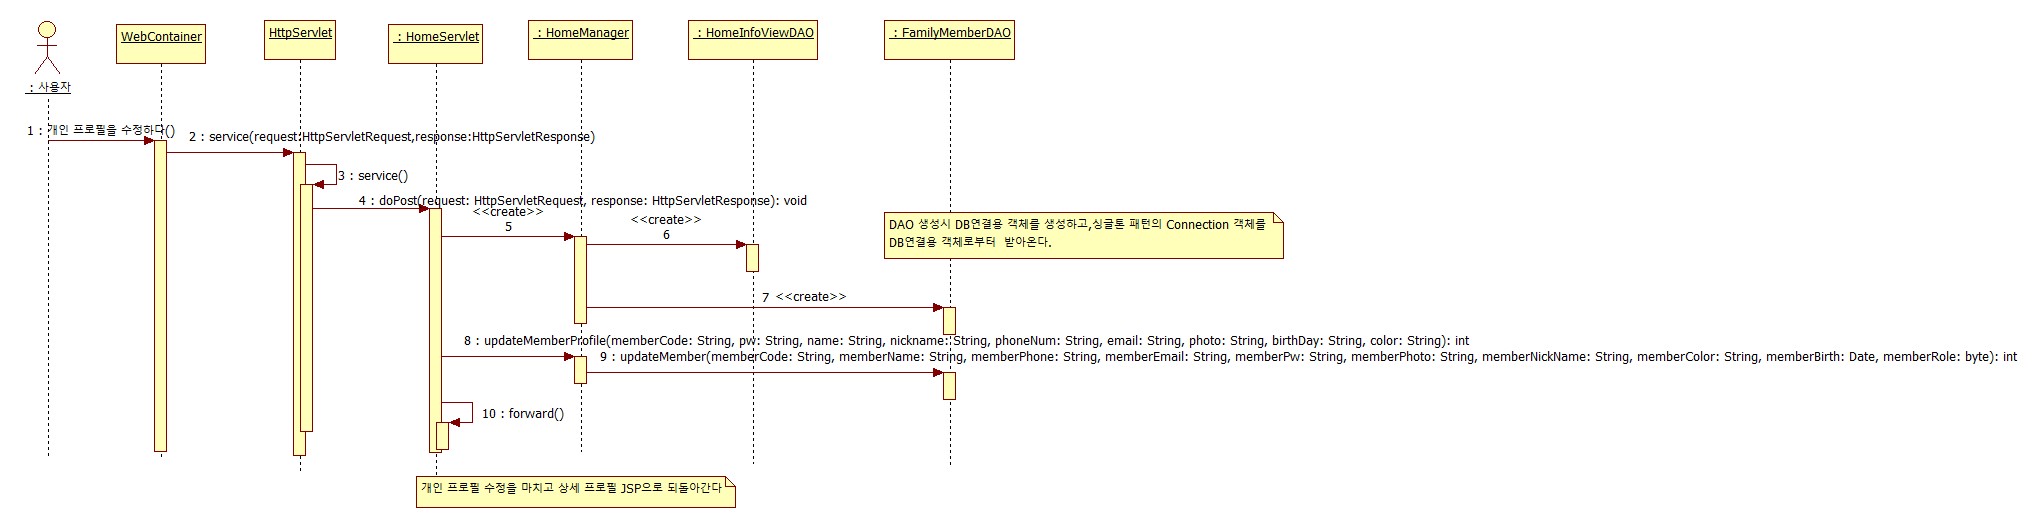 WebContainer
HttpServlet
: HomeServlet
: HomeManager
: HomeInfoViewDAO
: FamilyMemberDAO
: 사용자
1 : 개인 프로필을 수정하다()
2 : service(request:HttpServletRequest,response:HttpServletResponse)
3 : service()
4 : doPost(request: HttpServletRequest, response: HttpServletResponse): void
<<create>>
5
<<create>>
6
DAO 생성시 DB연결용 객체를 생성하고,싱글톤 패턴의 Connection 객체를
DB연결용 객체로부터 받아온다.
7 <<create>>
8 : updateMemberProfile(memberCode: String, pw: String, name: String, nickname: String, phoneNum: String, email: String, photo: String, birthDay: String, color: String): int
9 : updateMember(memberCode: String, memberName: String, memberPhone: String, memberEmail: String, memberPw: String, memberPhoto: String, memberNickName: String, memberColor: String, memberBirth: Date, memberRole: byte): int
10 : forward()
개인 프로필 수정을 마치고 상세 프로필 JSP으로 되돌아간다